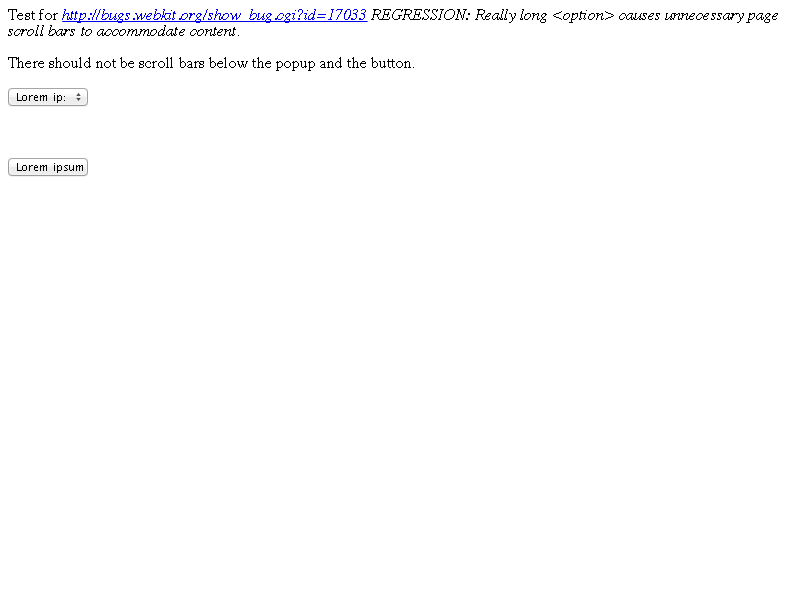 Test for http://bugs.webkit.org/show_bug.cgi?id=17033 REGRESSION: Really long <option> causes unnecessary page
scroll bars to accommodate content.
There should not be scroll bars below the popup and the button.
Lorem ip:
Lorem ipsum